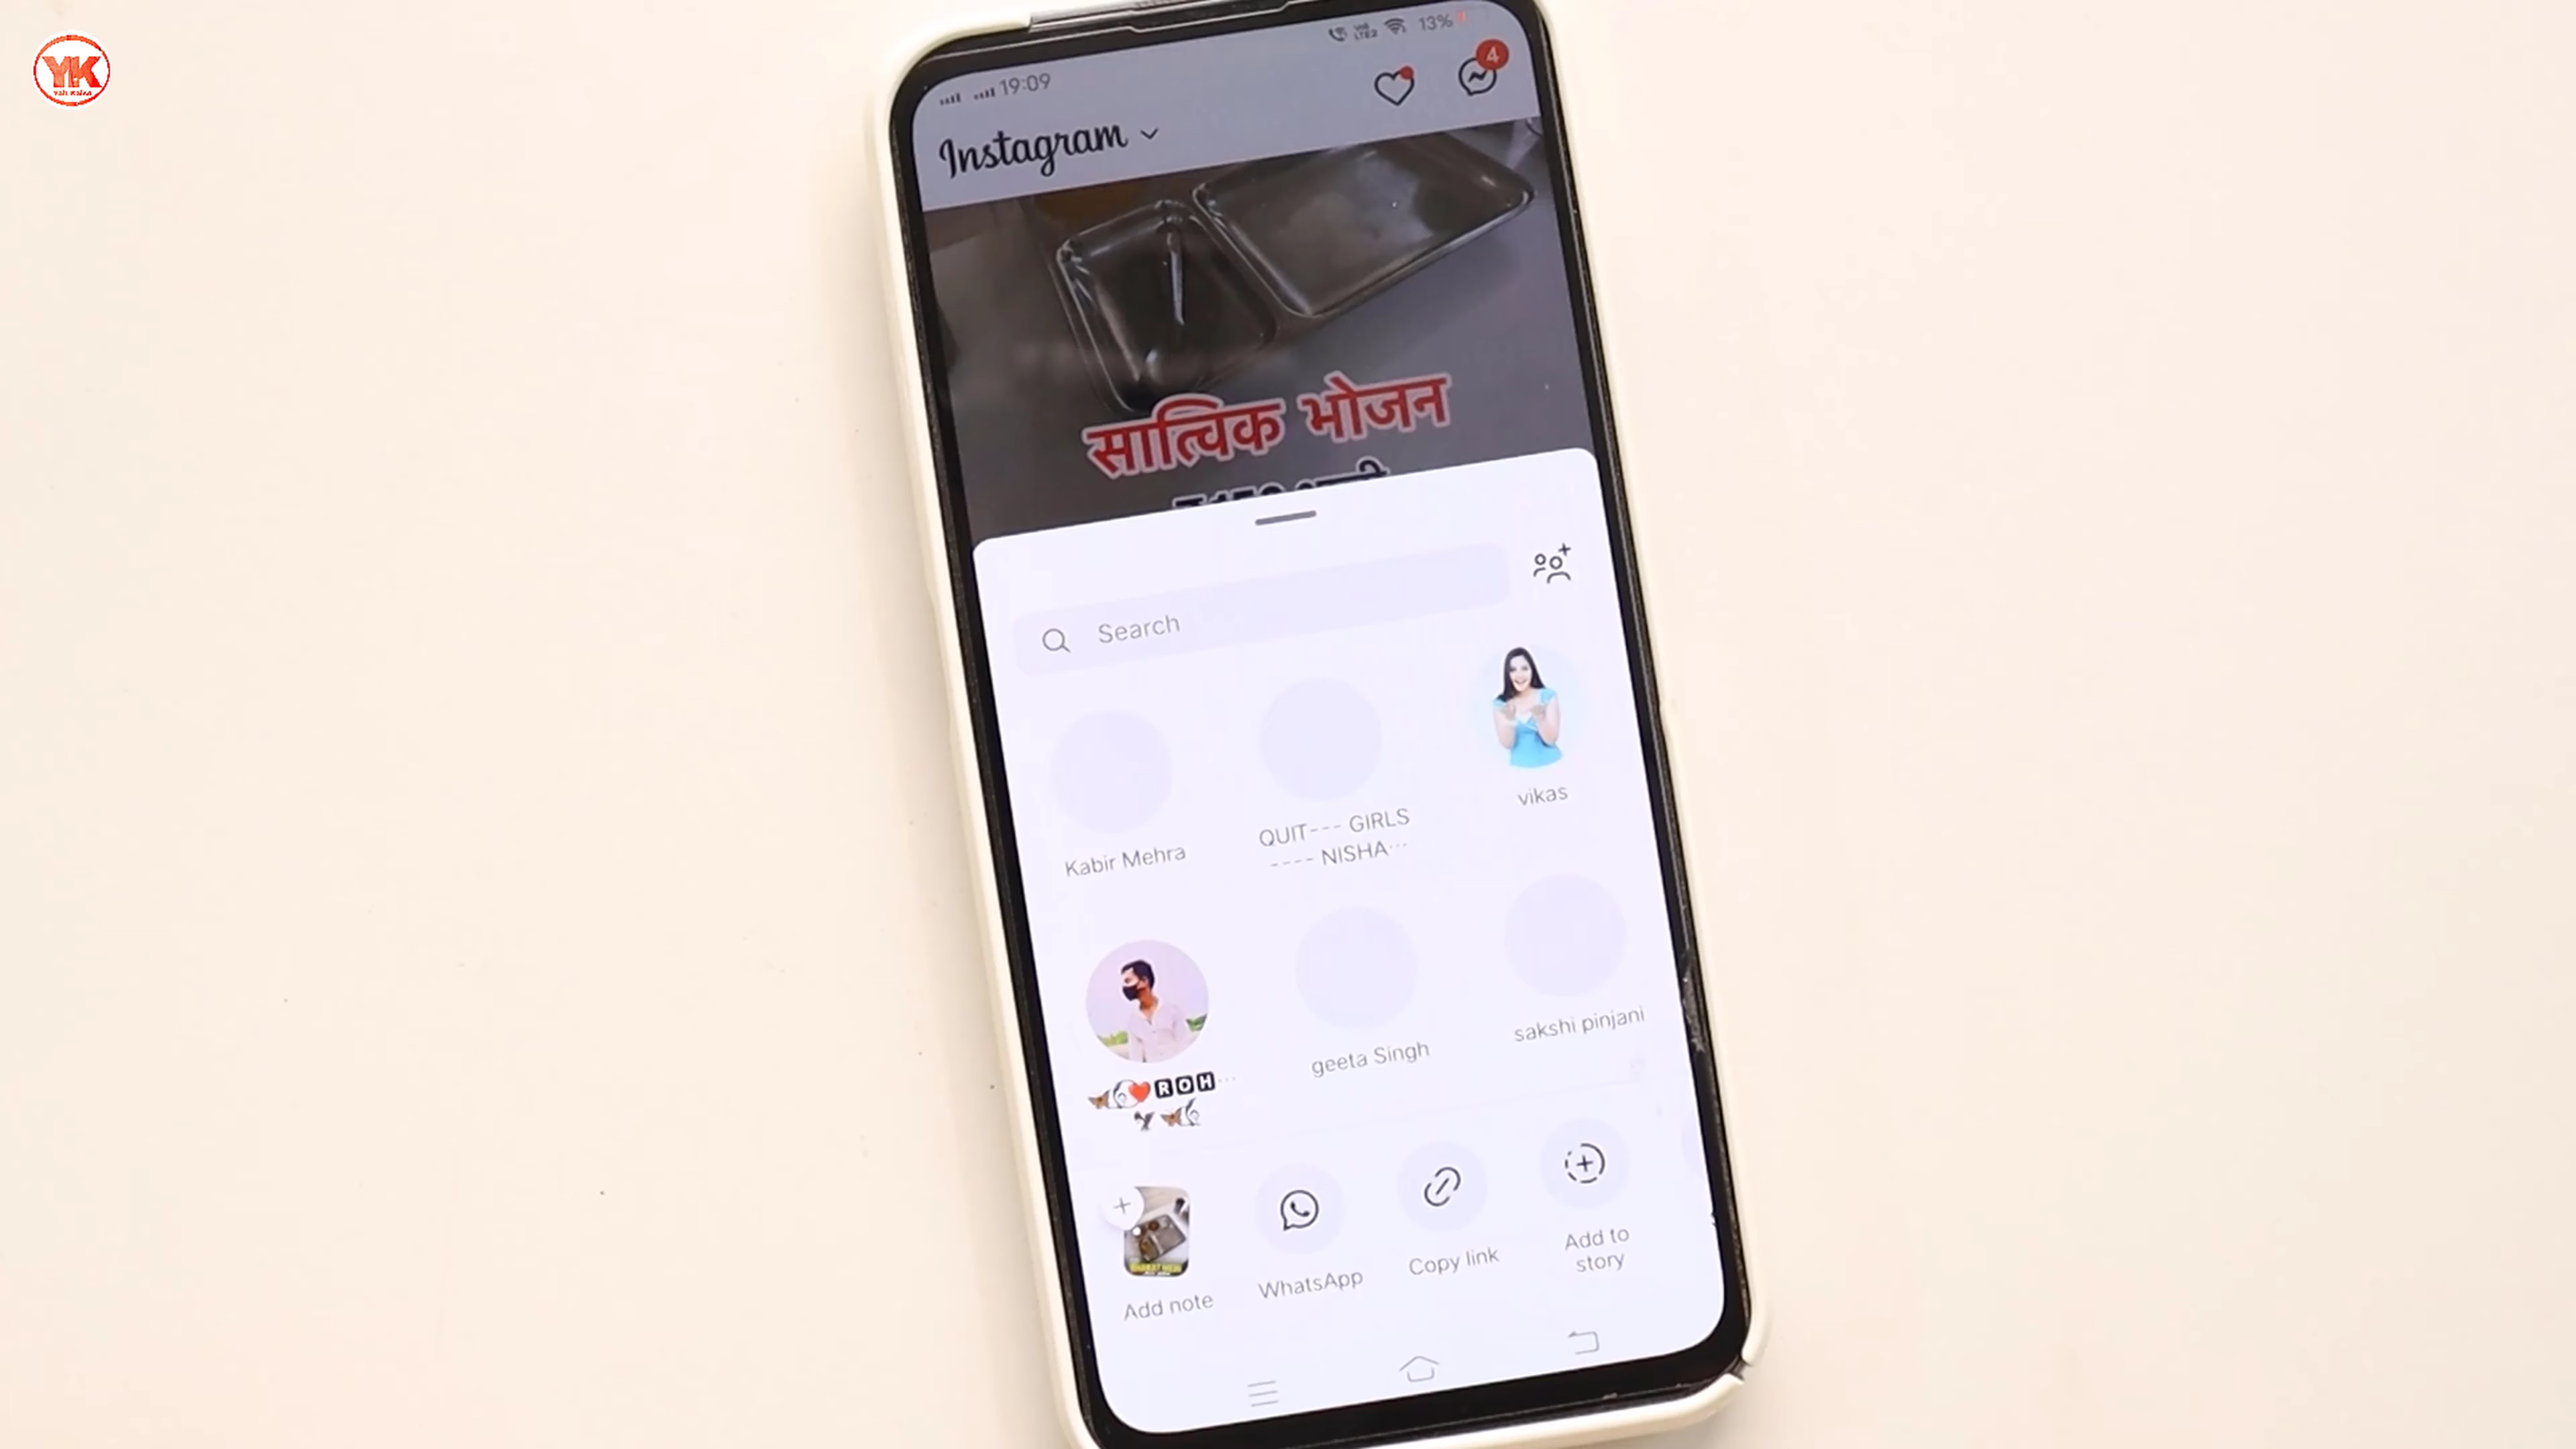 YK
19:09
13%
4
Instagram
सात्विक भोजन
Search
Kabir Mehra
QUIT--- GIRLS
---- NISHA...
vikas
ROH...
geeta Singh
sakshi pinjani
Add note
WhatsApp
Copy link
Add to
story